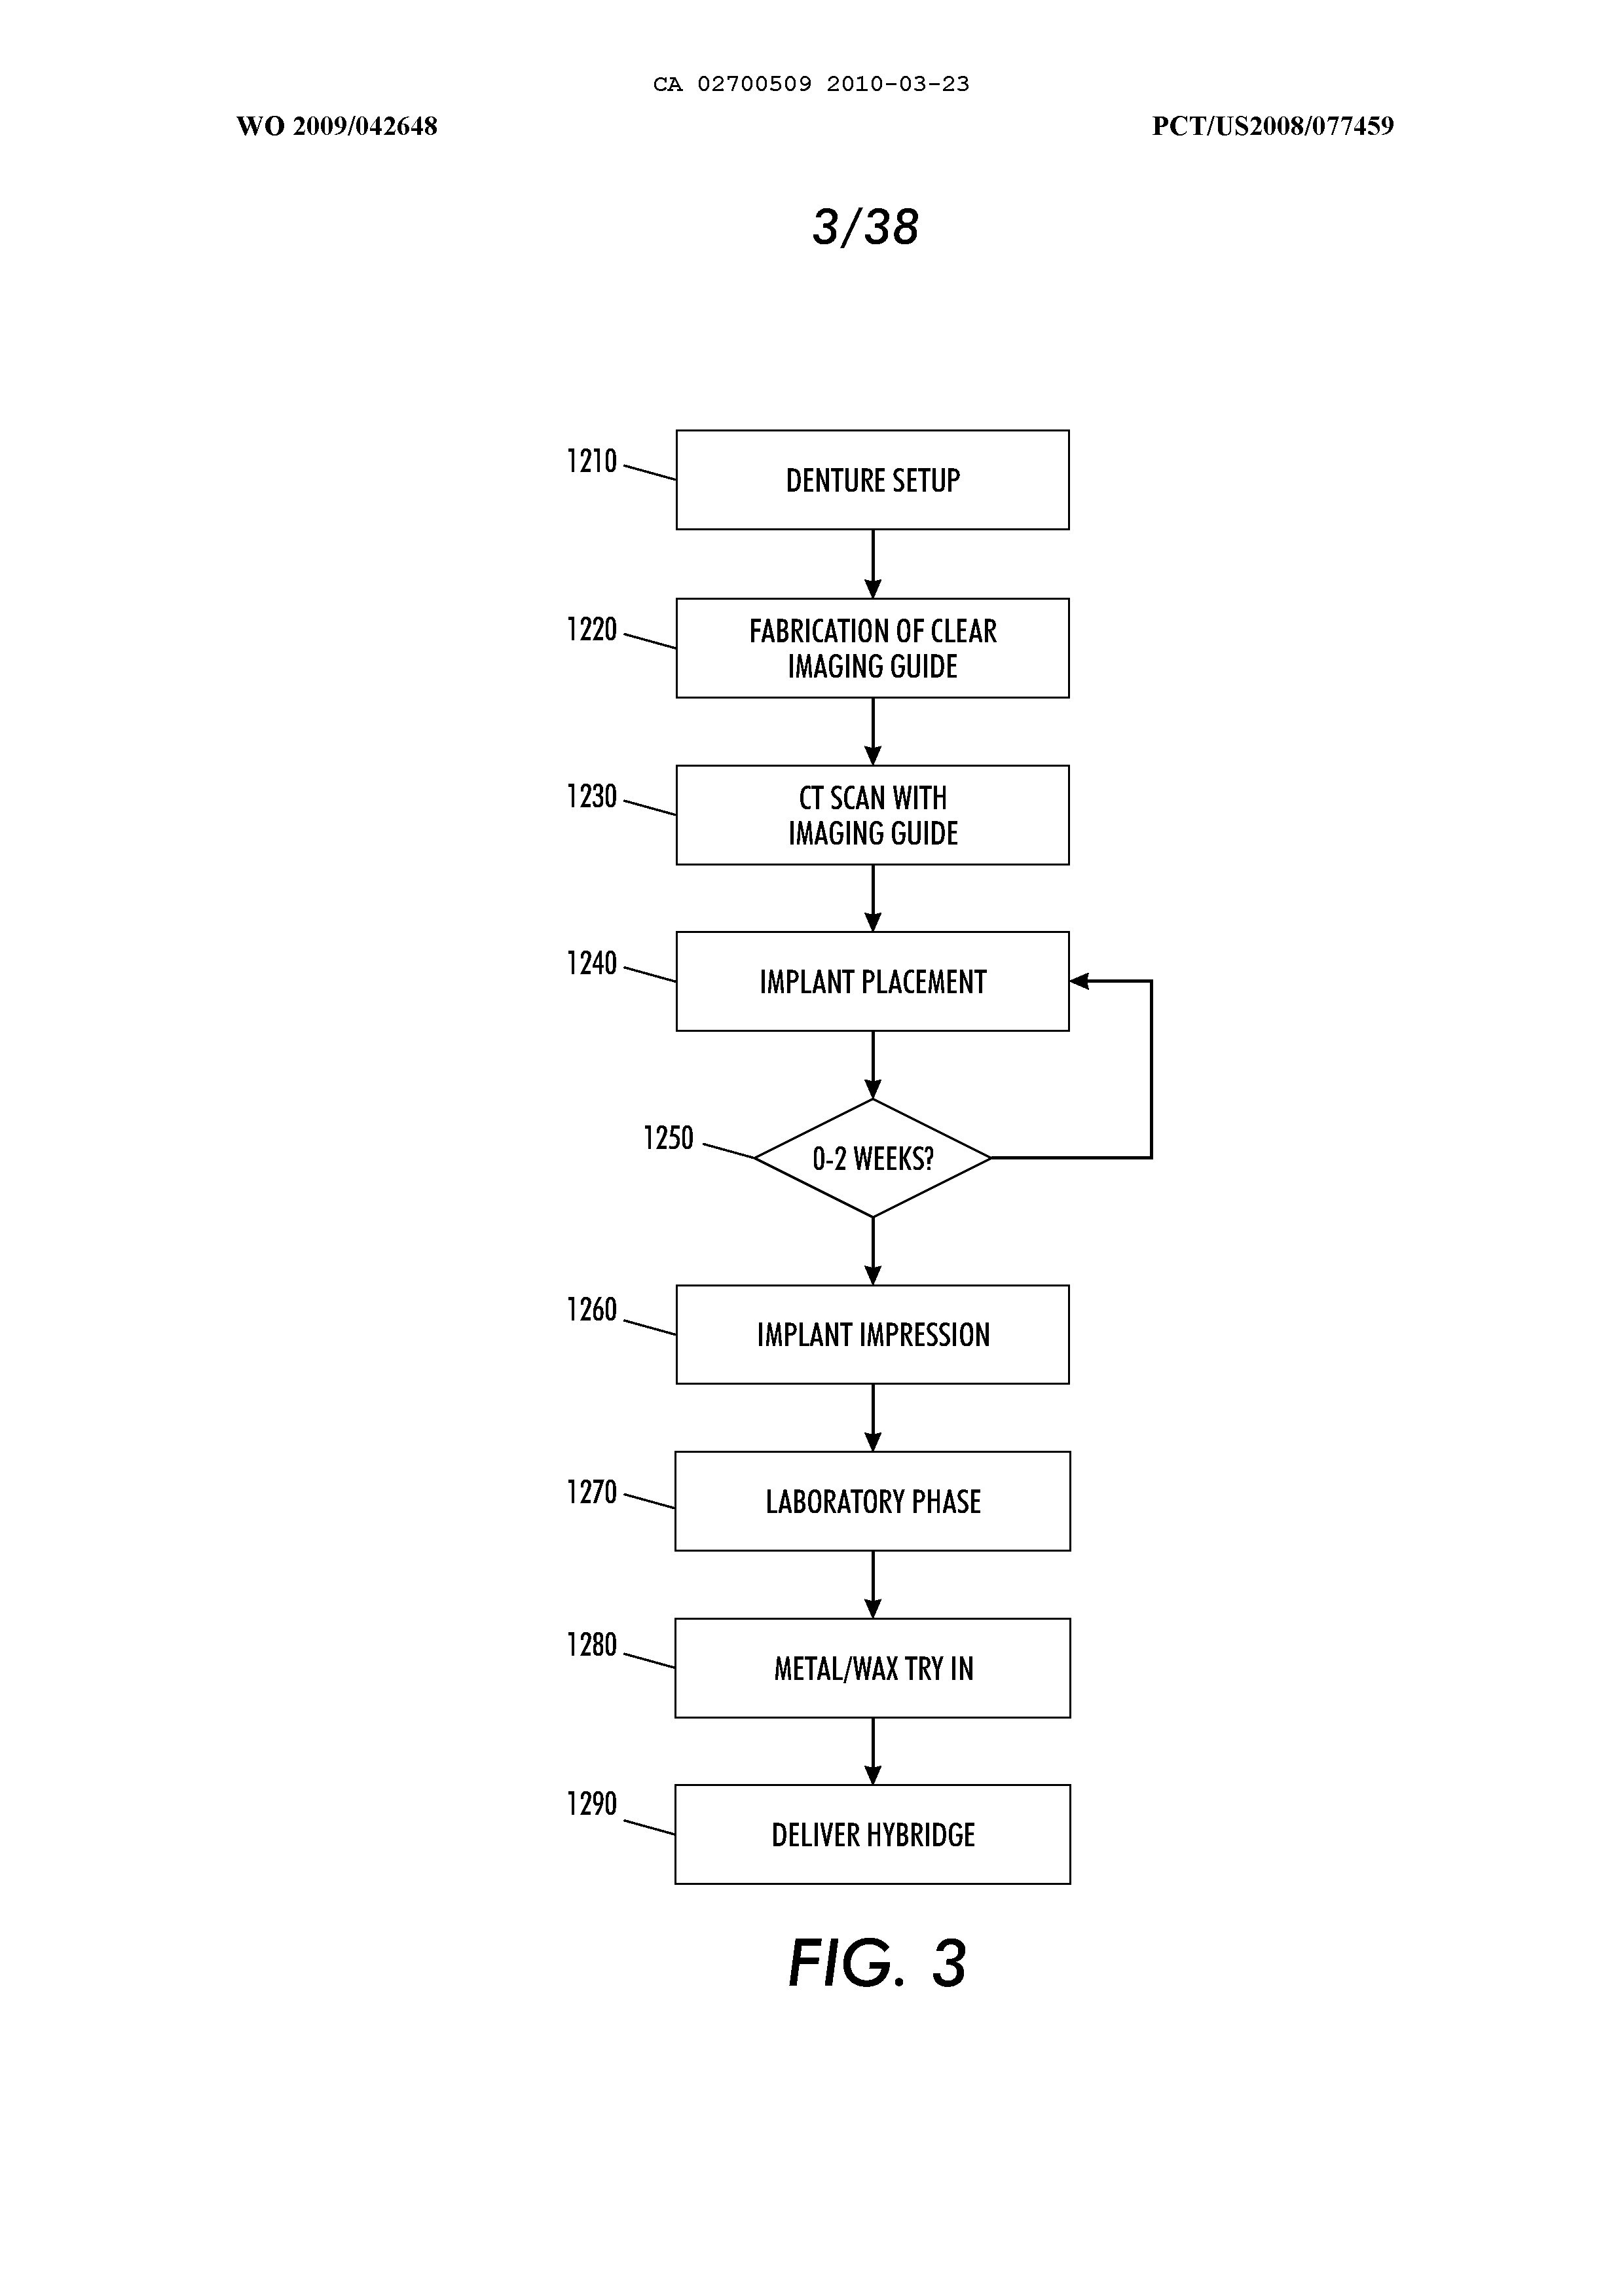 CA 02700509 2010-03-23
WO 2009/042648
PCT/US2008/077459
3/38
1210
DENTURE SETUP
1220
FABRICATION OF CLEAR
IMAGING GUIDE
1230
CT SCAN WITH
IMAGING GUIDE
1240
IMPLANT PLACEMENT
1250
0-2 WEEKS?
1260
IMPLANT IMPRESSION
1270
LABORATORY PHASE
1280
METAL/WAX TRY IN
1290
DELIVER HYBRIDGE
FIG. 3